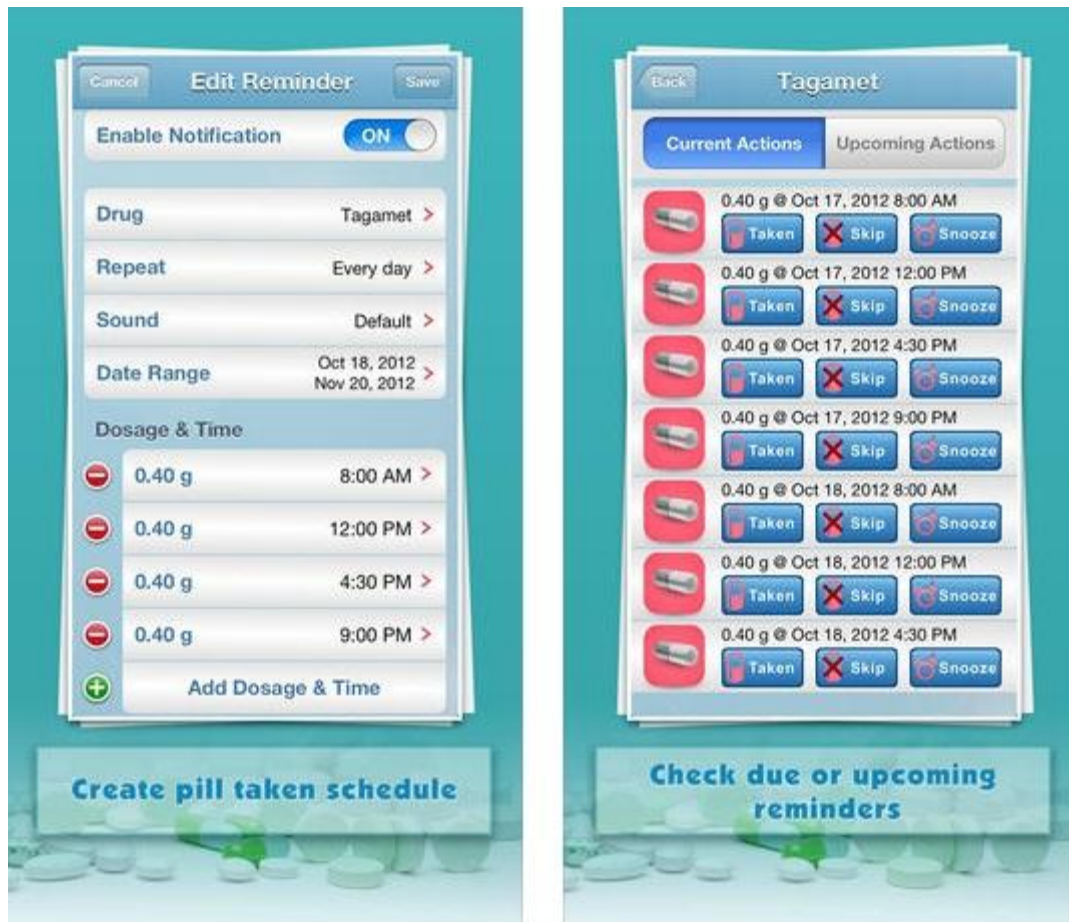 Cancel Edit Reminder Save
Enable Notification ON
Drug Tagamet >
Repeat Every day >
Sound Default >
Date Range Oct 18, 2012 >
Nov 20, 2012
Dosage & Time
0.40 g 8:00 AM >
0.40 g 12:00 PM >
0.40 g 4:30 PM >
0.40 g 9:00 PM >
Add Dosage & Time
Create pill taken schedule
Back Tagamet
Current Actions Upcoming Actions
0.40 g @ Oct 17, 2012 8:00 AM
Taken Skip Snooze
0.40 g @ Oct 17, 2012 12:00 PM
Taken Skip Snooze
0.40 g @ Oct 17, 2012 4:30 PM
Taken Skip Snooze
0.40 g @ Oct 17, 2012 9:00 PM
Taken Skip Snooze
0.40 g @ Oct 18, 2012 8:00 AM
Taken Skip Snooze
0.40 g @ Oct 18, 2012 12:00 PM
Taken Skip Snooze
0.40 g @ Oct 18, 2012 4:30 PM
Taken Skip Snooze
Check due or upcoming
reminders